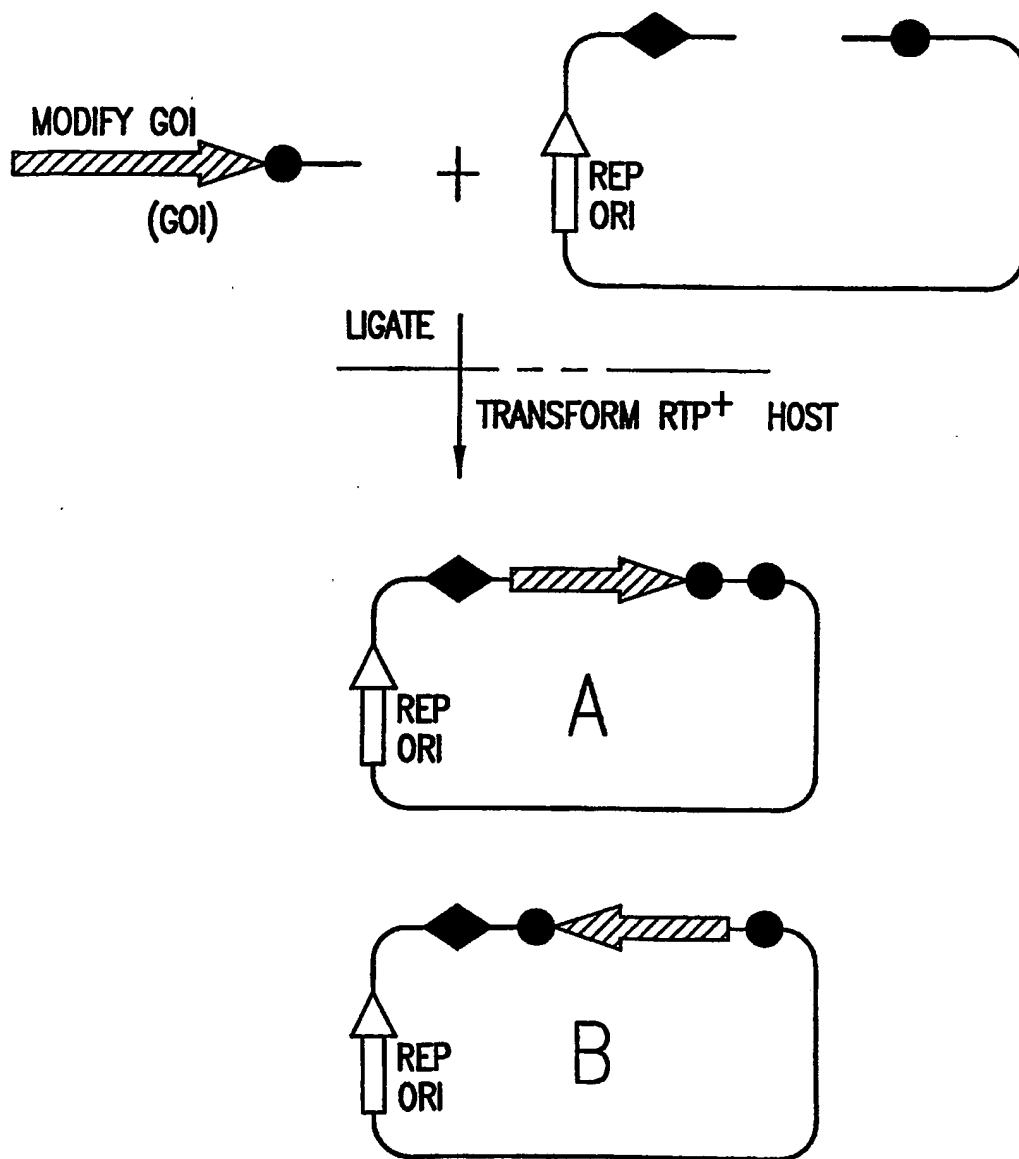 MODIFY GOI
(GOI)
+
REP
ORI
LIGATE
TRANSFORM RTP+ HOST
REP
ORI
A
REP
ORI
B